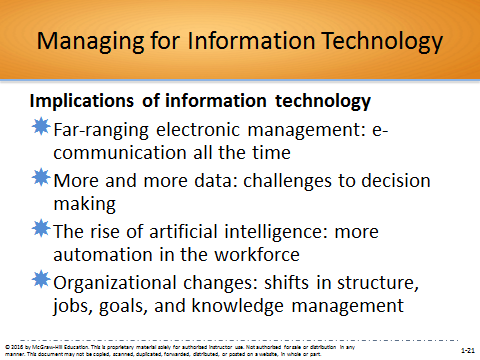 Managing for Information Technology
Implications of information technology
Far-ranging electronic management: e-
communication all the time
More and more data: challenges to decision
making
The rise of artificial intelligence: more
automation in the workforce
Organizational changes: shifts in structure,
jobs, goals, and knowledge management
© 2016 by McGraw-Hill Education. This is proprietary material solely for authorized instructor use. Not authorized for sale or distribution in any
manner. This document may not be copied, scanned, duplicated, forwarded, distributed, or posted on a website, in whole or part.
1-21